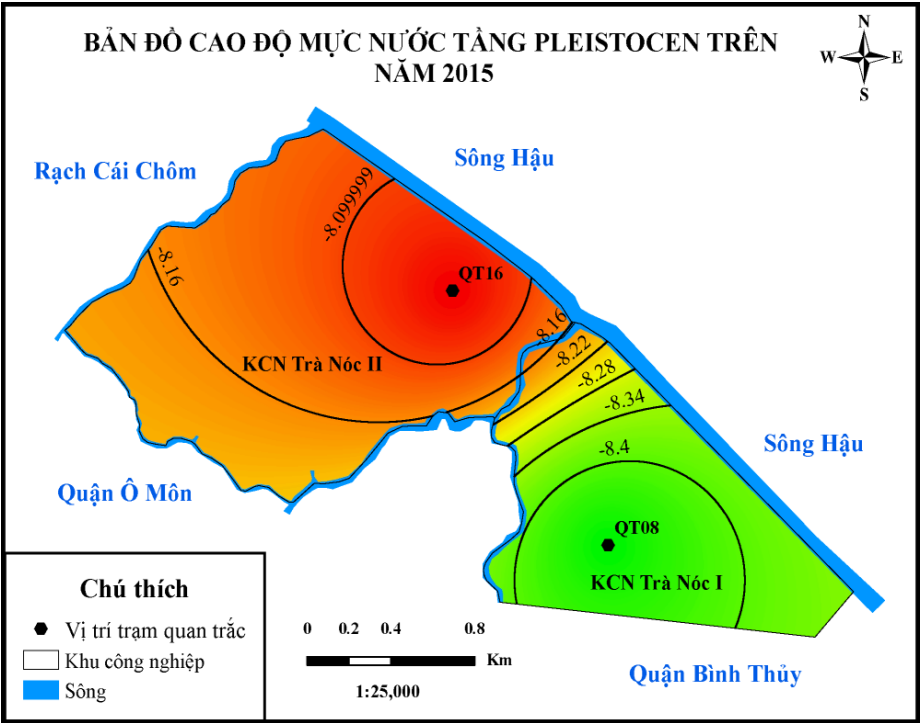 BẢN ĐỒ CAO ĐỘ MỰC NƯỚC TẦNG PLEISTOCEN TRÊN
NĂM 2015
N
W
E
S
Rạch Cái Chôm
Sông Hậu
-8.099999
-8.16
QT16
-8.16
KCN Trà Nóc II
-8.22
-8.28
-8.34
-8.4
Sông Hậu
Quận Ô Môn
QT08
KCN Trà Nóc I
Chú thích
Vị trí trạm quan trắc
Khu công nghiệp
Sông
0 0.2 0.4 0.8
Km
1:25,000
Quận Bình Thủy